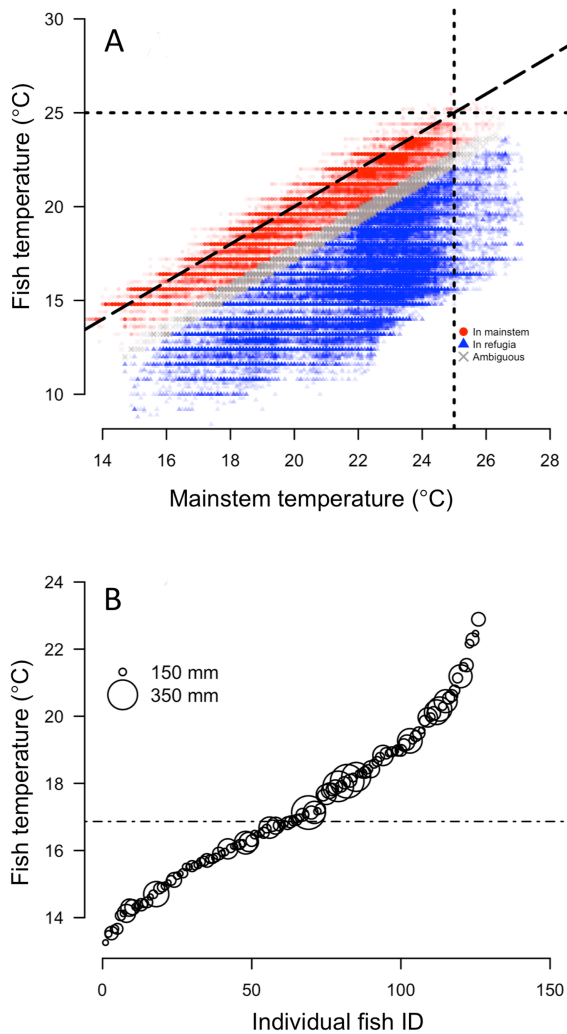 A
30
25
20
15
10
Fish temperature (°C)
In mainstem
In refugia
Ambiguous
14 16 18 20 22 24 26 28
Mainstem temperature (°C)
B
24
22
20
18
16
14
Fish temperature (°C)
150 mm
350 mm
0 50 100 150
Individual fish ID